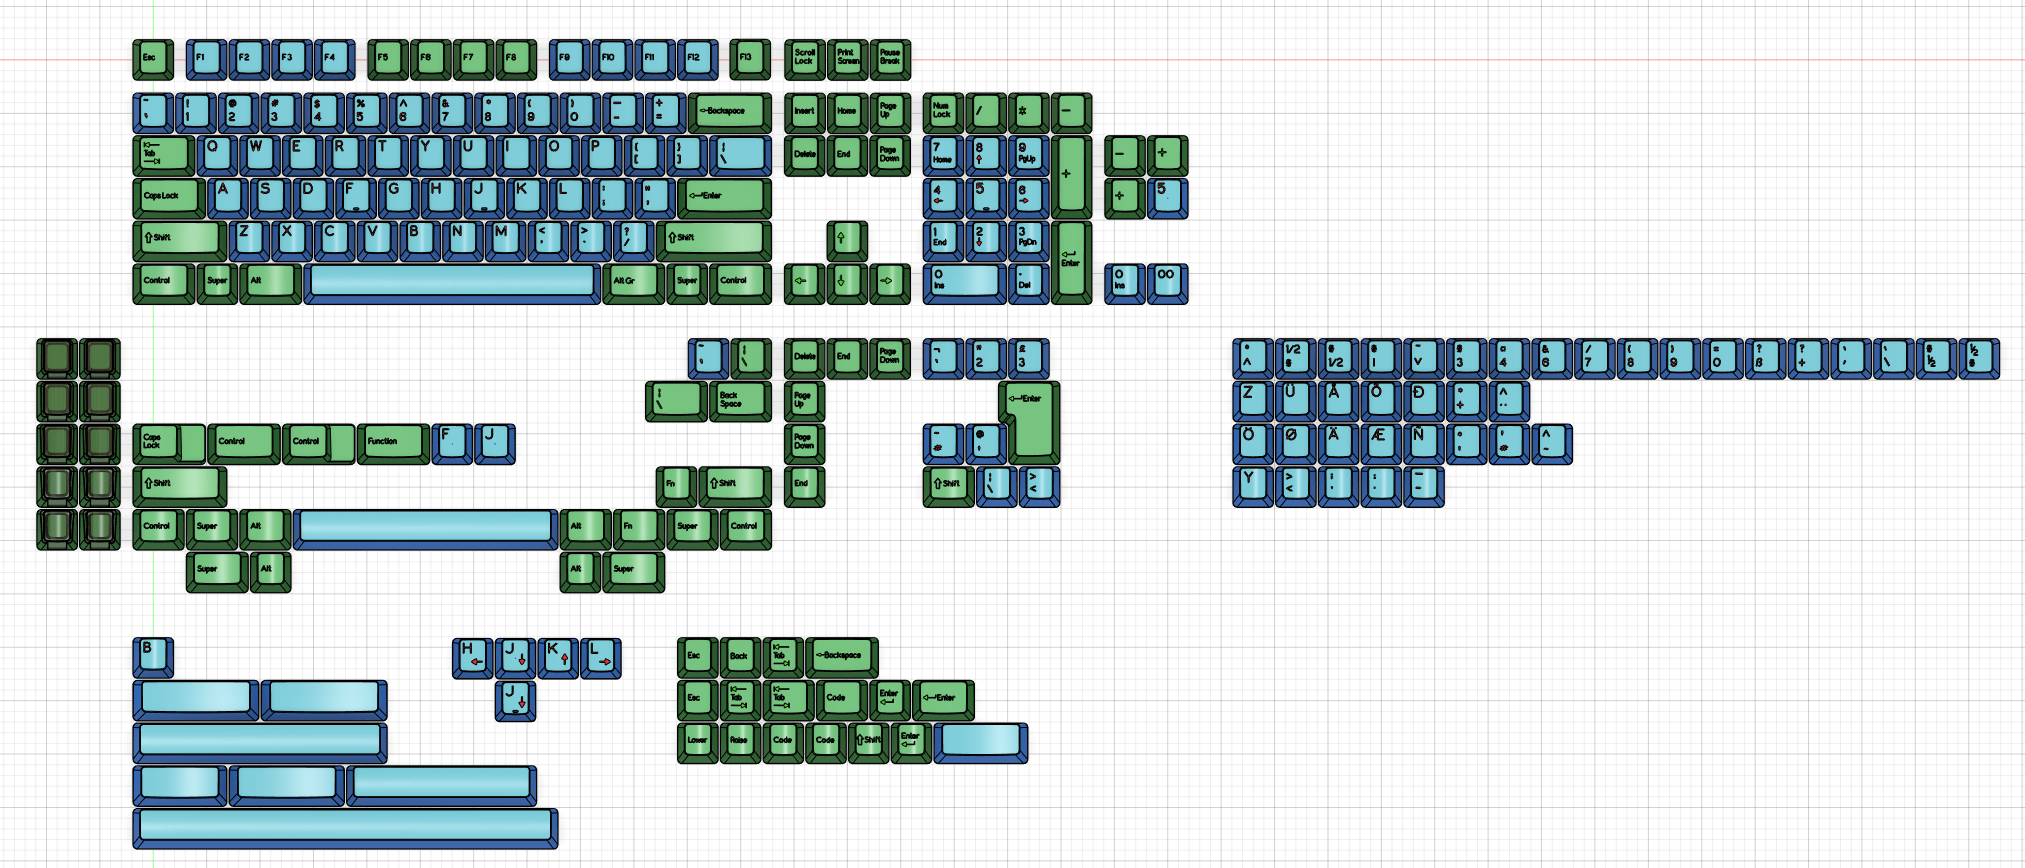 Esc F1 F2 F3 F4 F5 F6 F7 F8 F9 F10 F11 F12 F13 Scroll Lock Print Screen Pause Break
~ ` ! 1 @ 2 # 3 $ 4 % 5 ^ 6 & 7 * 8 ( 9 ) 0 _ - + = ←Backspace Insert Home Page Up Num Lock / * −
Tab Q W E R T Y U I O P { [ } ] | \ Delete End Page Down 7 Home 8 ↑ 9 PgUp + − +
Caps Lock A S D F G H J K L : ; " ' ↵Enter 4 ← 5 6 → + 5
⇧Shift Z X C V B N M < , > . ? / ⇧Shift ↑ 1 End 2 ↓ 3 PgDn ↵ Enter
Control Super Alt Alt Gr Super Control ← ↓ → 0 Ins . Del 0 Ins 00
~ ` | \ Delete End Page Down ¬ ` " 2 £ 3
° ^ 1/2 § § 1/2 § | ~ v # 3 ¤ 4 & 6 / 7 ( 8 ) 9 = 0 ? ß ? + ; , ' \ § ½ ½ §
| \ Back Space Page Up ↵Enter
Z Ü Å Õ Đ * + ^ ¨
Caps Lock Control Control Function F J Page Down ~ # @ '
Ö Ø Ä Æ Ñ * ' ' # ^ ~
⇧Shift Fn ⇧Shift End ⇧Shift | \ > <
Y > < ; , : . _ -
Control Super Alt Alt Fn Super Control
Super Alt Alt Super
B H ← J ↓ K ↑ L → Esc Back Tab ←Backspace
J ↓ Esc Tab Tab Code Enter ↵Enter
Lower Raise Code Code ⇧Shift Enter